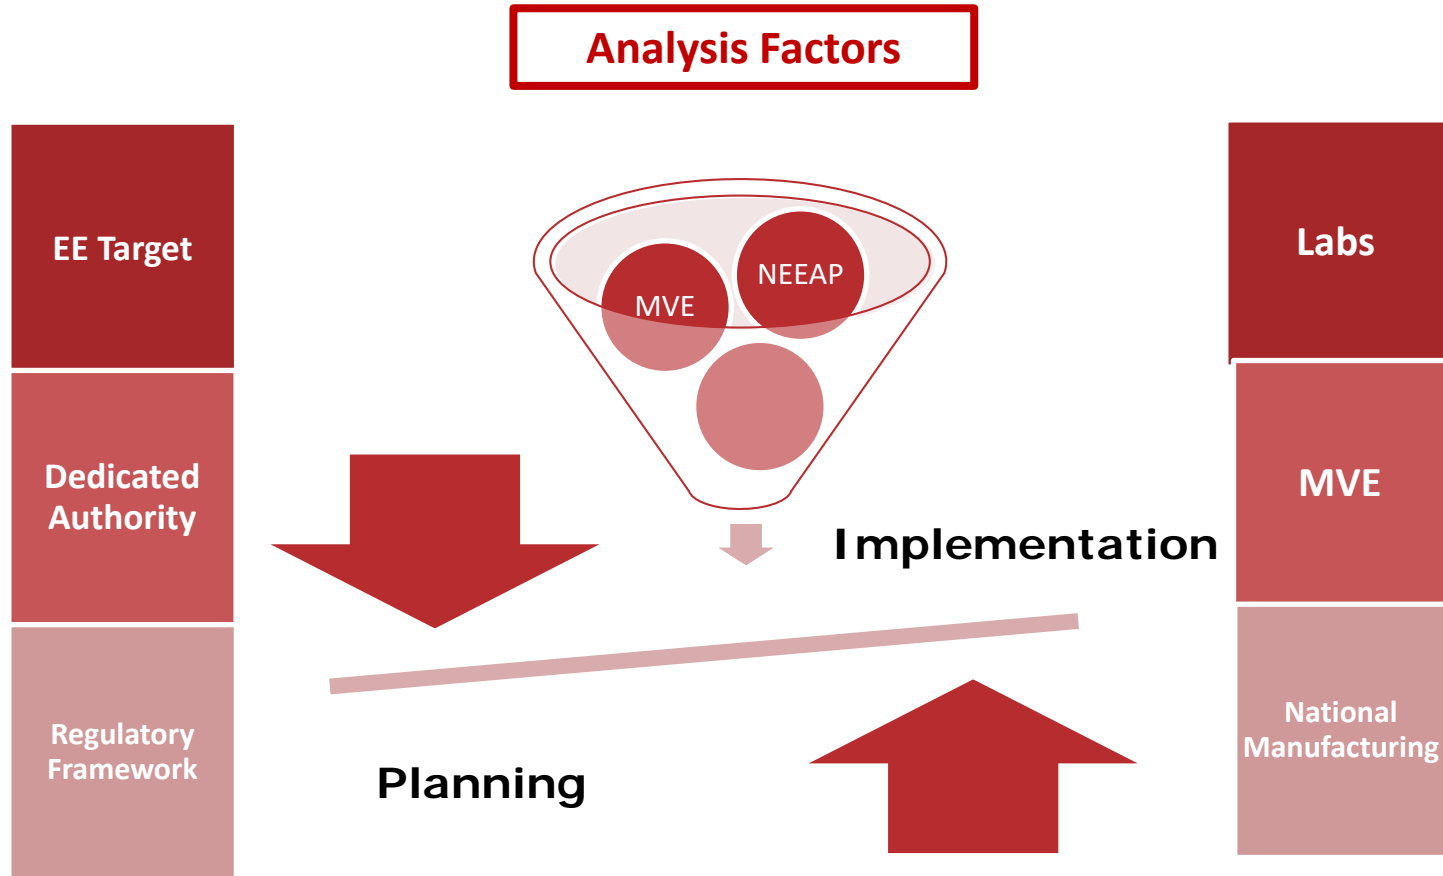 Analysis Factors
EE Target
Dedicated
Authority
Regulatory
Framework
NEEAP
MVE
Implementation
Planning
Labs
MVE
National
Manufacturing